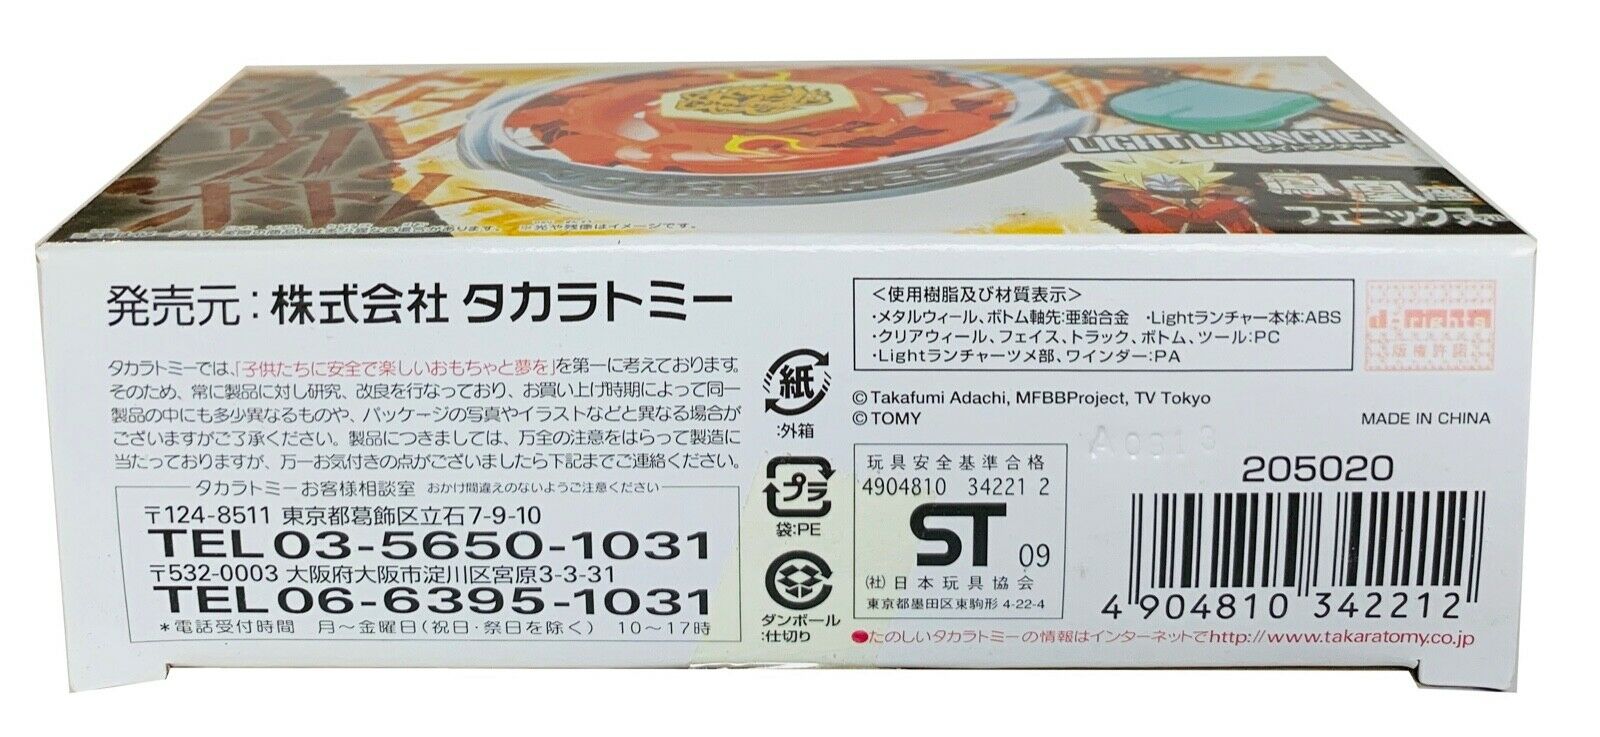 LIGHT LAUNCHER
フェニックス
※光や残像はイメージです。
発売元:株式会社 タカラトミー
タカラトミーでは、「子供たちに安全で楽しいおもちゃと夢を」を第一に考えております。
そのため、常に製品に対し研究、改良を行なっており、お買い上げ時期によって同一
製品の中にも多少異なるものや、パッケージの写真やイラストなどと異なる場合が
ございますがご了承ください。製品につきましては、万全の注意をはらって製造に
当たっておりますが、万一お気付きの点がございましたら下記までご連絡ください。
タカラトミーお客様相談室 おかけ間違えのないようご注意ください
〒124-8511 東京都葛飾区立石7-9-10
TEL 03-5650-1031
〒532-0003 大阪府大阪市淀川区宮原3-3-31
TEL 06-6395-1031
*電話受付時間 月〜金曜日(祝日・祭日を除く) 10〜17時
紙
:外箱
プラ
袋:PE
ダンボール
:仕切り
<使用樹脂及び材質表示>
・メタルウィール、ボトム軸先:亜鉛合金 ・Lightランチャー本体:ABS
・クリアウィール、フェイス、トラック、ボトム、ツール:PC
・Lightランチャーツメ部、ワインダー:PA
版権許諾
© Takafumi Adachi, MFBBProject, TV Tokyo
© TOMY
MADE IN CHINA
玩具安全基準合格
4904810 34221 2
ST 09
(社)日本玩具協会
東京都墨田区東駒形 4-22-4
205020
4 904810 342212
●たのしいタカラトミーの情報はインターネットでhttp://www.takaratomy.co.jp